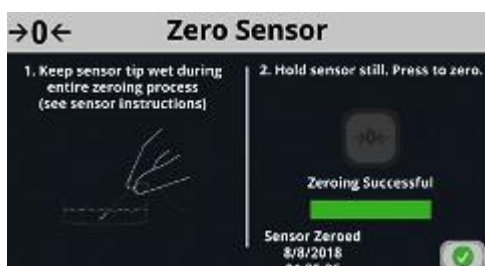 →0← Zero Sensor
1. Keep sensor tip wet during
entire zeroing process
(see sensor instructions)
2. Hold sensor still. Press to zero.
→0←
Zeroing Successful
Sensor Zeroed
8/8/2018